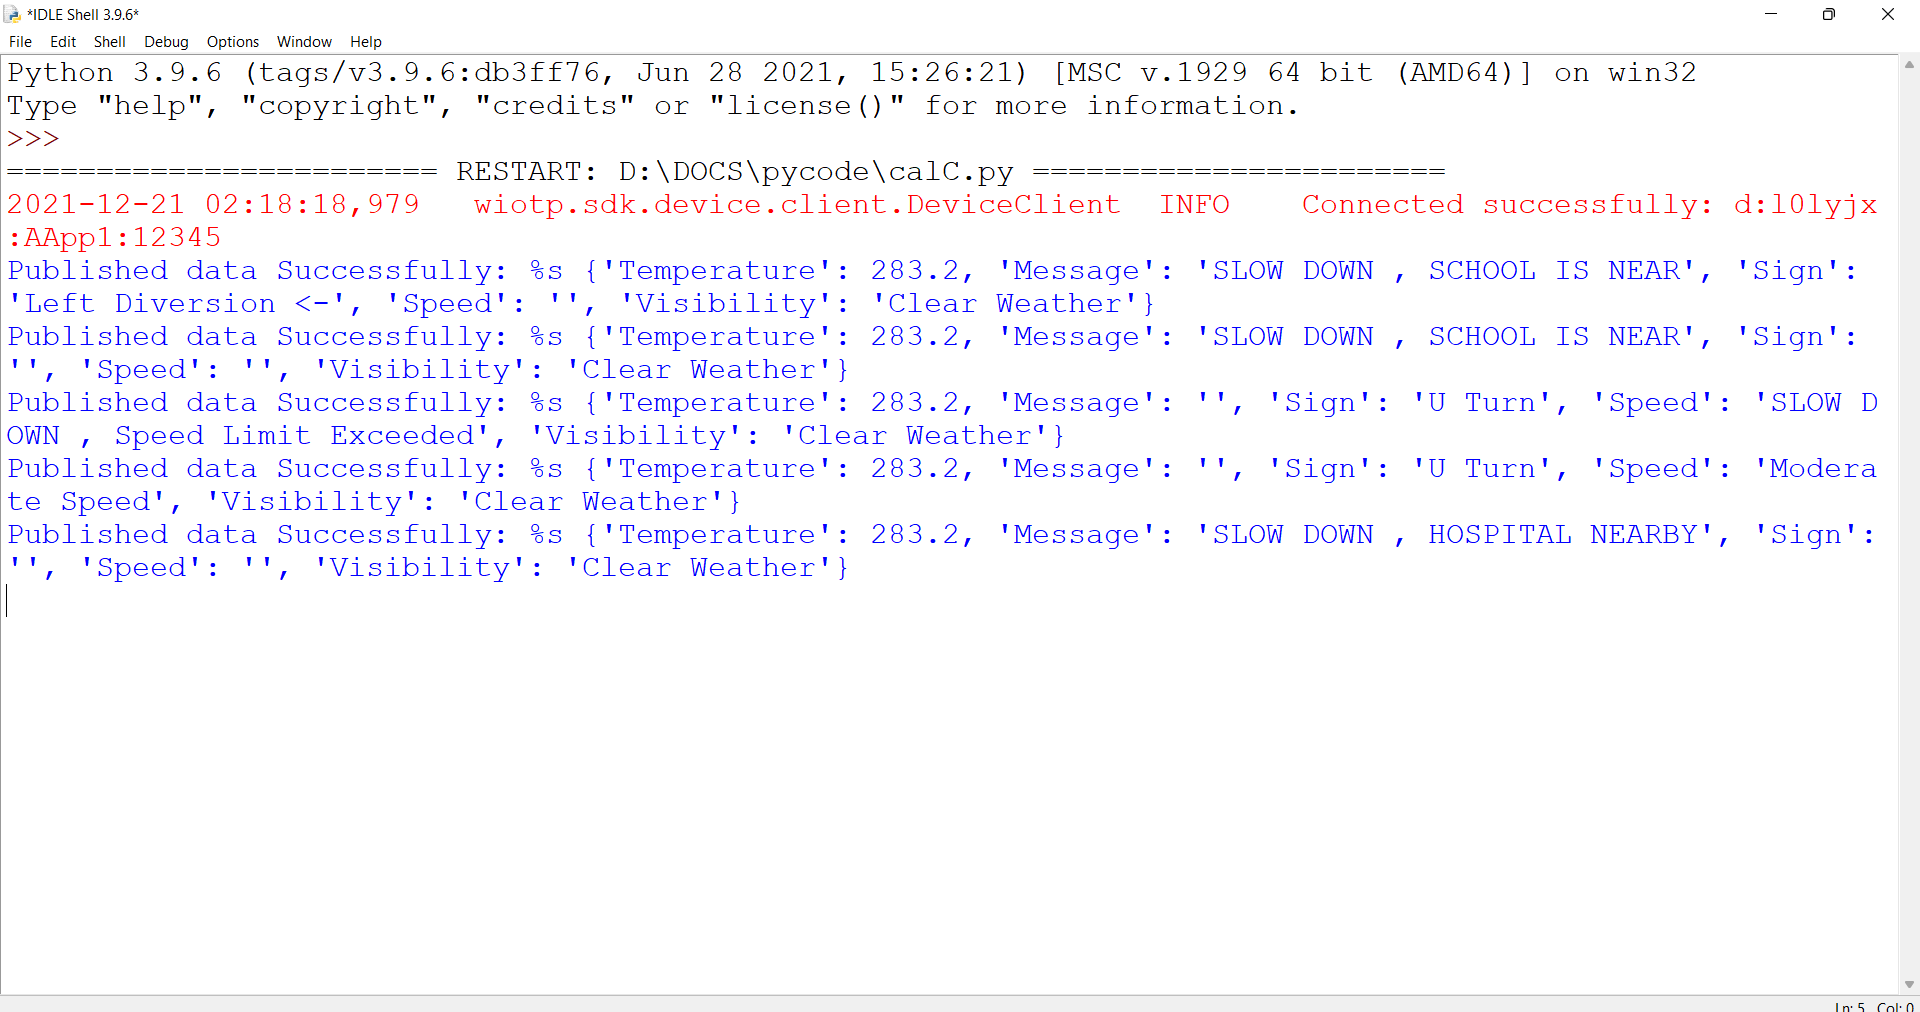 *IDLE Shell 3.9.6*
File Edit Shell Debug Options Window Help
Python 3.9.6 (tags/v3.9.6:db3ff76, Jun 28 2021, 15:26:21) [MSC v.1929 64 bit (AMD64)] on win32
Type "help", "copyright", "credits" or "license()" for more information.
>>>
======================== RESTART: D:\DOCS\pycode\calC.py =======================
2021-12-21 02:18:18,979   wiotp.sdk.device.client.DeviceClient  INFO    Connected successfully: d:l0lyjx
:AApp1:12345
Published data Successfully: %s {'Temperature': 283.2, 'Message': 'SLOW DOWN , SCHOOL IS NEAR', 'Sign':
'Left Diversion <-', 'Speed': '', 'Visibility': 'Clear Weather'}
Published data Successfully: %s {'Temperature': 283.2, 'Message': 'SLOW DOWN , SCHOOL IS NEAR', 'Sign':
'', 'Speed': '', 'Visibility': 'Clear Weather'}
Published data Successfully: %s {'Temperature': 283.2, 'Message': '', 'Sign': 'U Turn', 'Speed': 'SLOW D
OWN , Speed Limit Exceeded', 'Visibility': 'Clear Weather'}
Published data Successfully: %s {'Temperature': 283.2, 'Message': '', 'Sign': 'U Turn', 'Speed': 'Modera
te Speed', 'Visibility': 'Clear Weather'}
Published data Successfully: %s {'Temperature': 283.2, 'Message': 'SLOW DOWN , HOSPITAL NEARBY', 'Sign':
'', 'Speed': '', 'Visibility': 'Clear Weather'}
Ln: 5 Col: 0